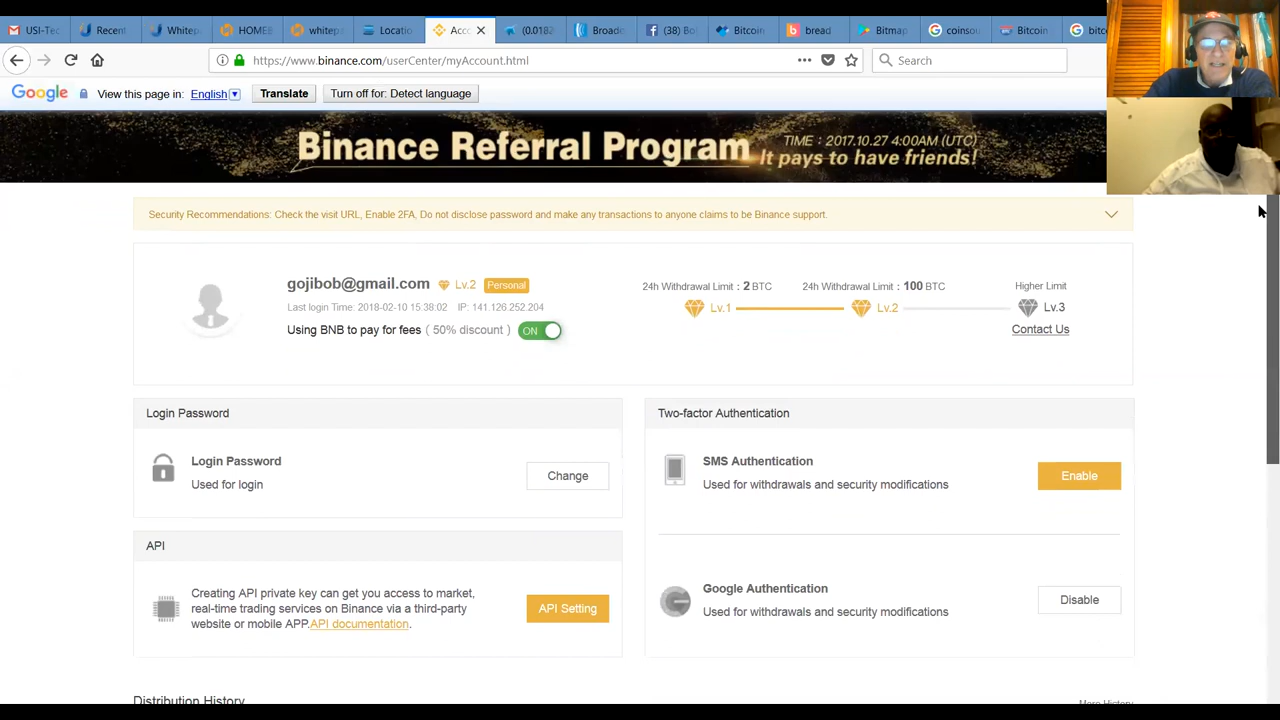 USI-Tec
Recent
Whitep
HOME
whitep
Locatio
Acco
(0.0182
Broad
(38) Bi
Bitcoin
bread
Bitmap
coinsou
Bitcoin
bitco
https://www.binance.com/userCenter/myAccount.html
Search
Google View this page in: English Translate Turn off for: Detect language
Binance Referral Program
TIME : 2017.10.27 4:00AM (UTC)
It pays to have friends!
Security Recommendations: Check the visit URL, Enable 2FA, Do not disclose password and make any transactions to anyone claims to be Binance support.
gojibob@gmail.com Lv.2 Personal
Last login Time: 2018-02-10 15:38:02 IP: 141.126.252.204
Using BNB to pay for fees ( 50% discount ) ON
24h Withdrawal Limit : 2 BTC
24h Withdrawal Limit : 100 BTC
Higher Limit
Lv.1
Lv.2
Lv.3
Contact Us
Login Password
Login Password
Used for login
Change
Two-factor Authentication
SMS Authentication
Used for withdrawals and security modifications
Enable
API
Creating API private key can get you access to market,
real-time trading services on Binance via a third-party
website or mobile APP.API documentation.
API Setting
Google Authentication
Used for withdrawals and security modifications
Disable
Distribution History
More History